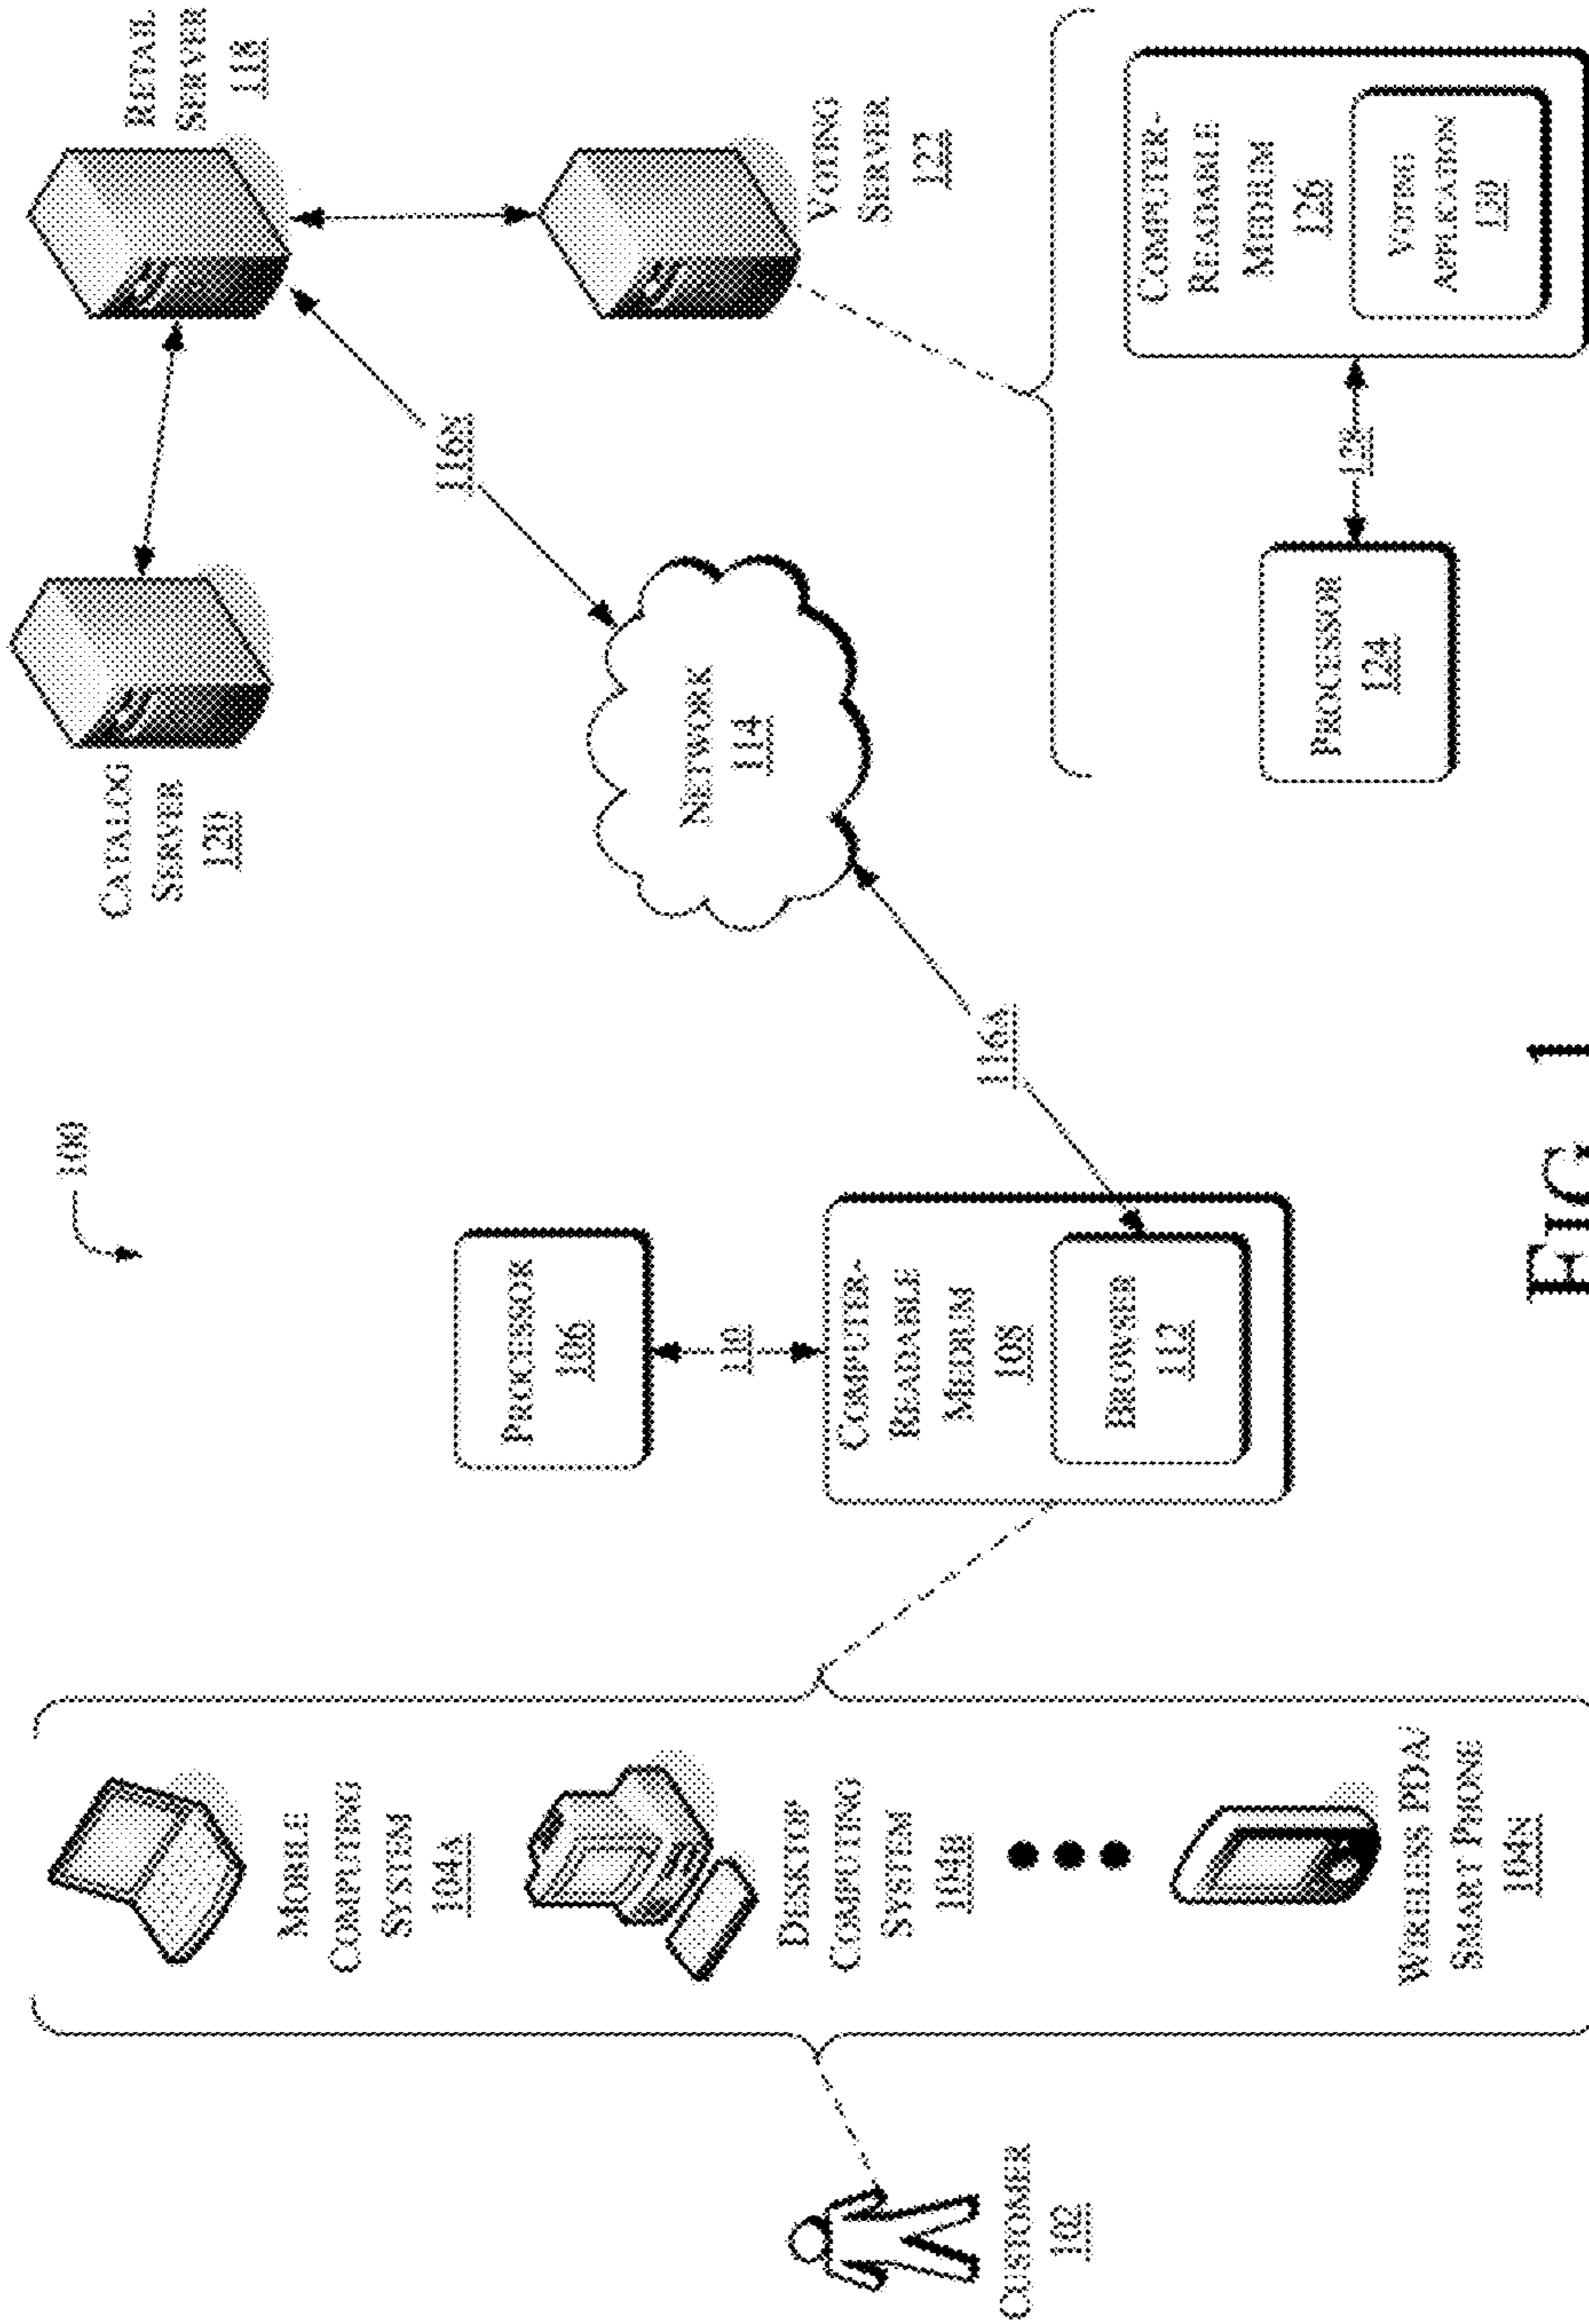 100
RETAIL
SERVER
118
CATALOG
SERVER
120
MOBILE
COMPUTING
SYSTEM
104A
PROCESSOR
106
116N
DESKTOP
COMPUTING
SYSTEM
104B
110
NETWORK
114
VOTING
SERVER
122
CUSTOMER
102
COMPUTER-
READABLE
MEDIUM
108
BROWSER
112
116A
WIRELESS PDA/
SMART PHONE
104N
PROCESSOR
124
128
COMPUTER-
READABLE
MEDIUM
126
VOTING
APPLICATION
130
FIG 1